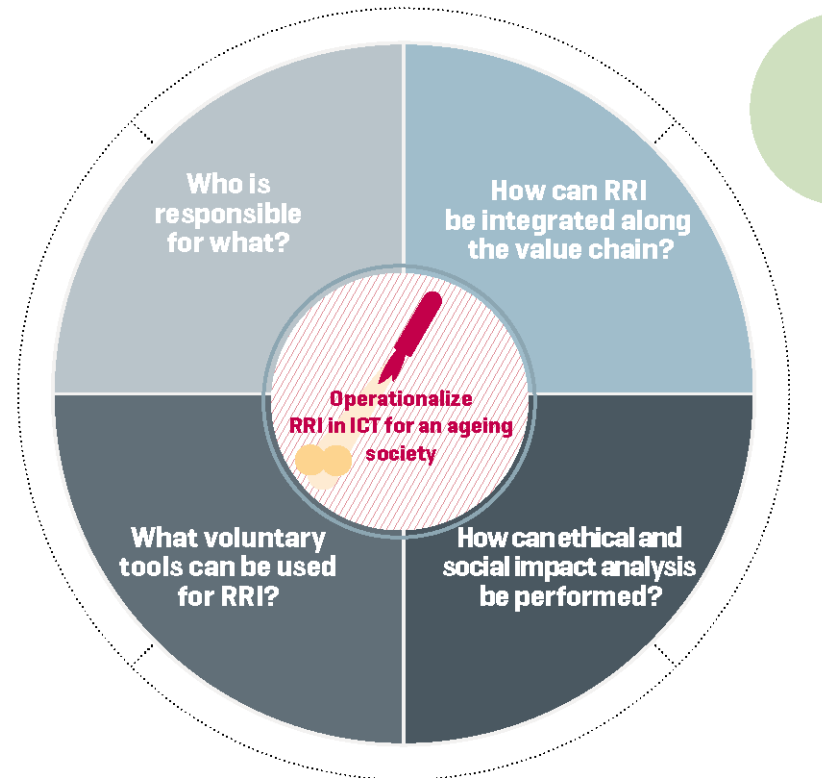 Who is
responsible
for what?
How can RRI
be integrated along
the value chain?
Operationalize
RRI in ICT for an ageing
society
What voluntary
tools can be used
for RRI?
How can ethical and
social impact analysis
be performed?